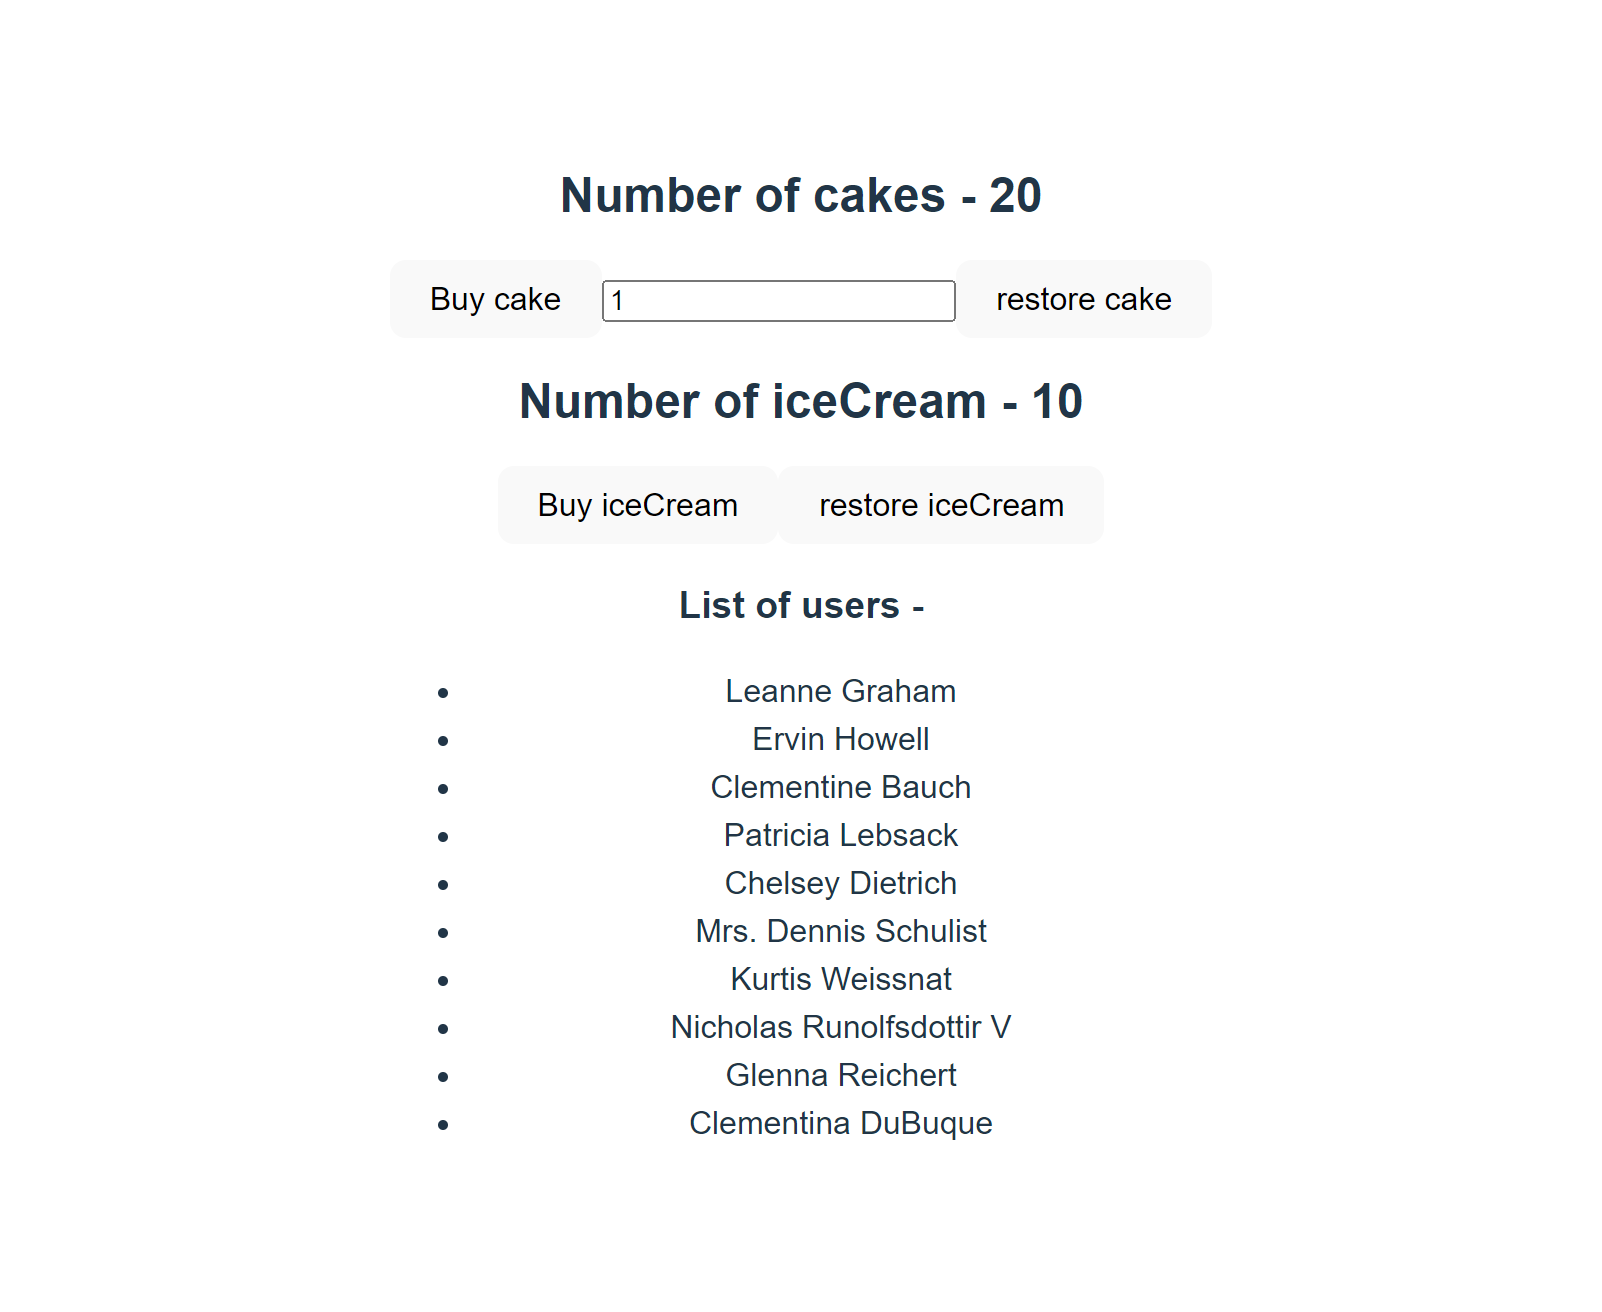 Number of cakes - 20
Buy cake 1 restore cake
Number of iceCream - 10
Buy iceCream restore iceCream
List of users -
Leanne Graham
Ervin Howell
Clementine Bauch
Patricia Lebsack
Chelsey Dietrich
Mrs. Dennis Schulist
Kurtis Weissnat
Nicholas Runolfsdottir V
Glenna Reichert
Clementina DuBuque